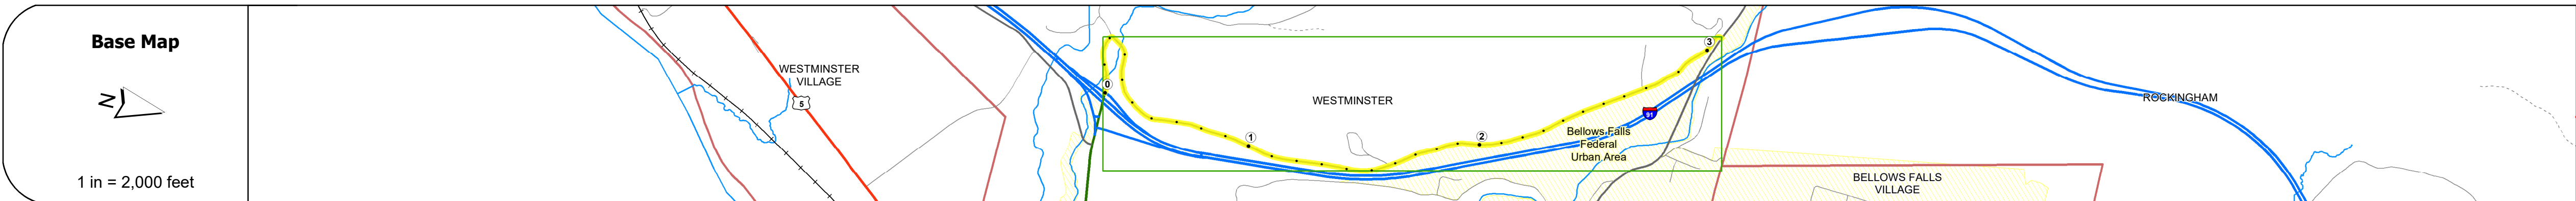 Base Map
N
1 in = 2,000 feet
WESTMINSTER
VILLAGE
5
0
1
WESTMINSTER
2
3
91
Bellows Falls
Federal
Urban Area
ROCKINGHAM
BELLOWS FALLS
VILLAGE